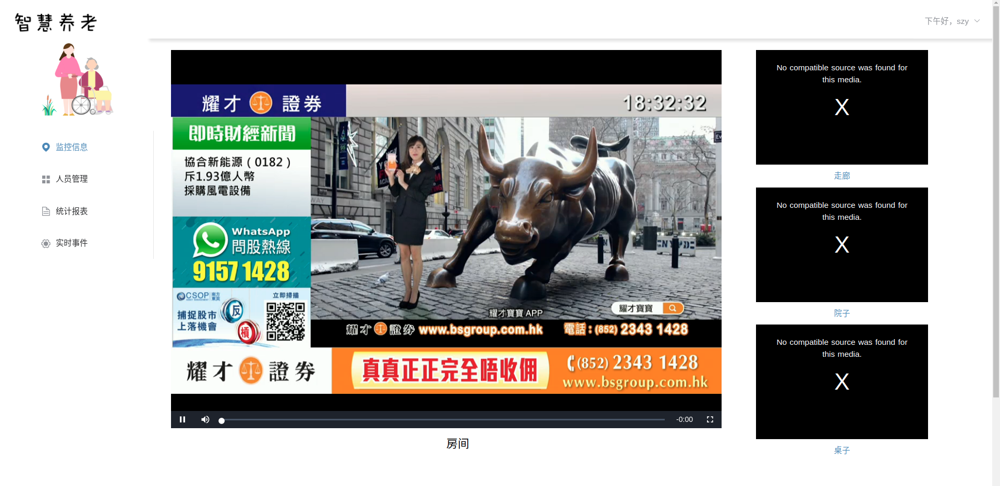 智慧养老
下午好，szy
监控信息
人员管理
统计报表
实时事件
耀才證券
18:32:32
即時財經新聞
協合新能源（0182）
斥1.93億人幣
採購風電設備
WhatsApp
問股熱線
9157 1428
CSOP 南方東英
立即掃描
捕捉股市
上落機會
反
槓
耀才寶寶 APP
耀才寶寶
耀才證券 www.bsgroup.com.hk 電話：(852) 2343 1428
耀才證券
真真正正完全唔收佣
(852) 2343 1428
www.bsgroup.com.hk
-0:00
房间
No compatible source was found for
this media.
X
走廊
No compatible source was found for
this media.
X
院子
No compatible source was found for
this media.
X
桌子